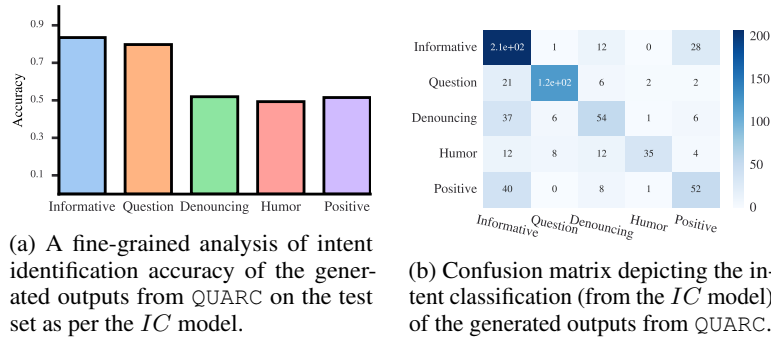 0.9
0.7
0.5
0.3
0.1
Accuracy
Informative Question Denouncing Humor Positive
(a) A fine-grained analysis of intent
identification accuracy of the gener-
ated outputs from QUARC on the test
set as per the IC model.
Informative 2.1e+02 1 12 0 28
Question 21 1.2e+02 6 2 2
Denouncing 37 6 54 1 6
Humor 12 8 12 35 4
Positive 40 0 8 1 52
Informative Question Denouncing Humor Positive
200
150
100
50
0
(b) Confusion matrix depicting the in-
tent classification (from the IC model)
of the generated outputs from QUARC.